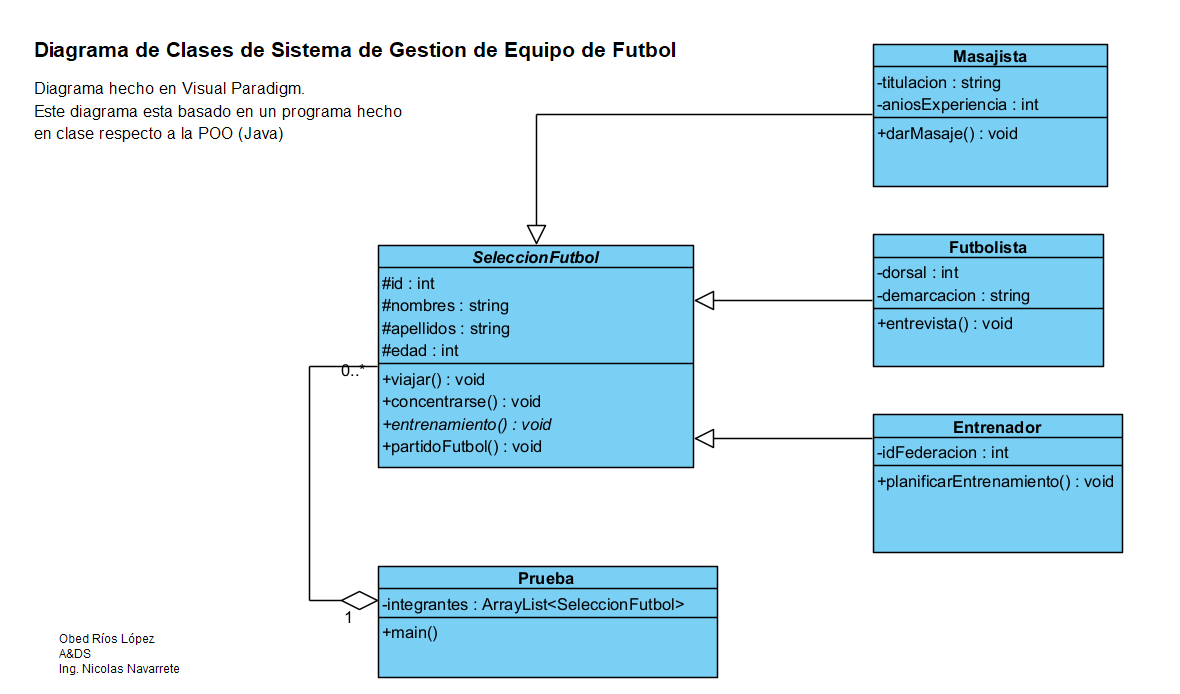 Diagrama de Clases de Sistema de Gestion de Equipo de Futbol
Diagrama hecho en Visual Paradigm.
Este diagrama esta basado en un programa hecho
en clase respecto a la POO (Java)
Masajista
-titulacion : string
-aniosExperiencia : int
+darMasaje() : void
SeleccionFutbol
#id : int
#nombres : string
#apellidos : string
#edad : int
+viajar() : void
+concentrarse() : void
+entrenamiento() : void
+partidoFutbol() : void
Futbolista
-dorsal : int
-demarcacion : string
+entrevista() : void
Entrenador
-idFederacion : int
+planificarEntrenamiento() : void
0..*
1
Prueba
-integrantes : ArrayList<SeleccionFutbol>
+main()
Obed Ríos López
A&DS
Ing. Nicolas Navarrete